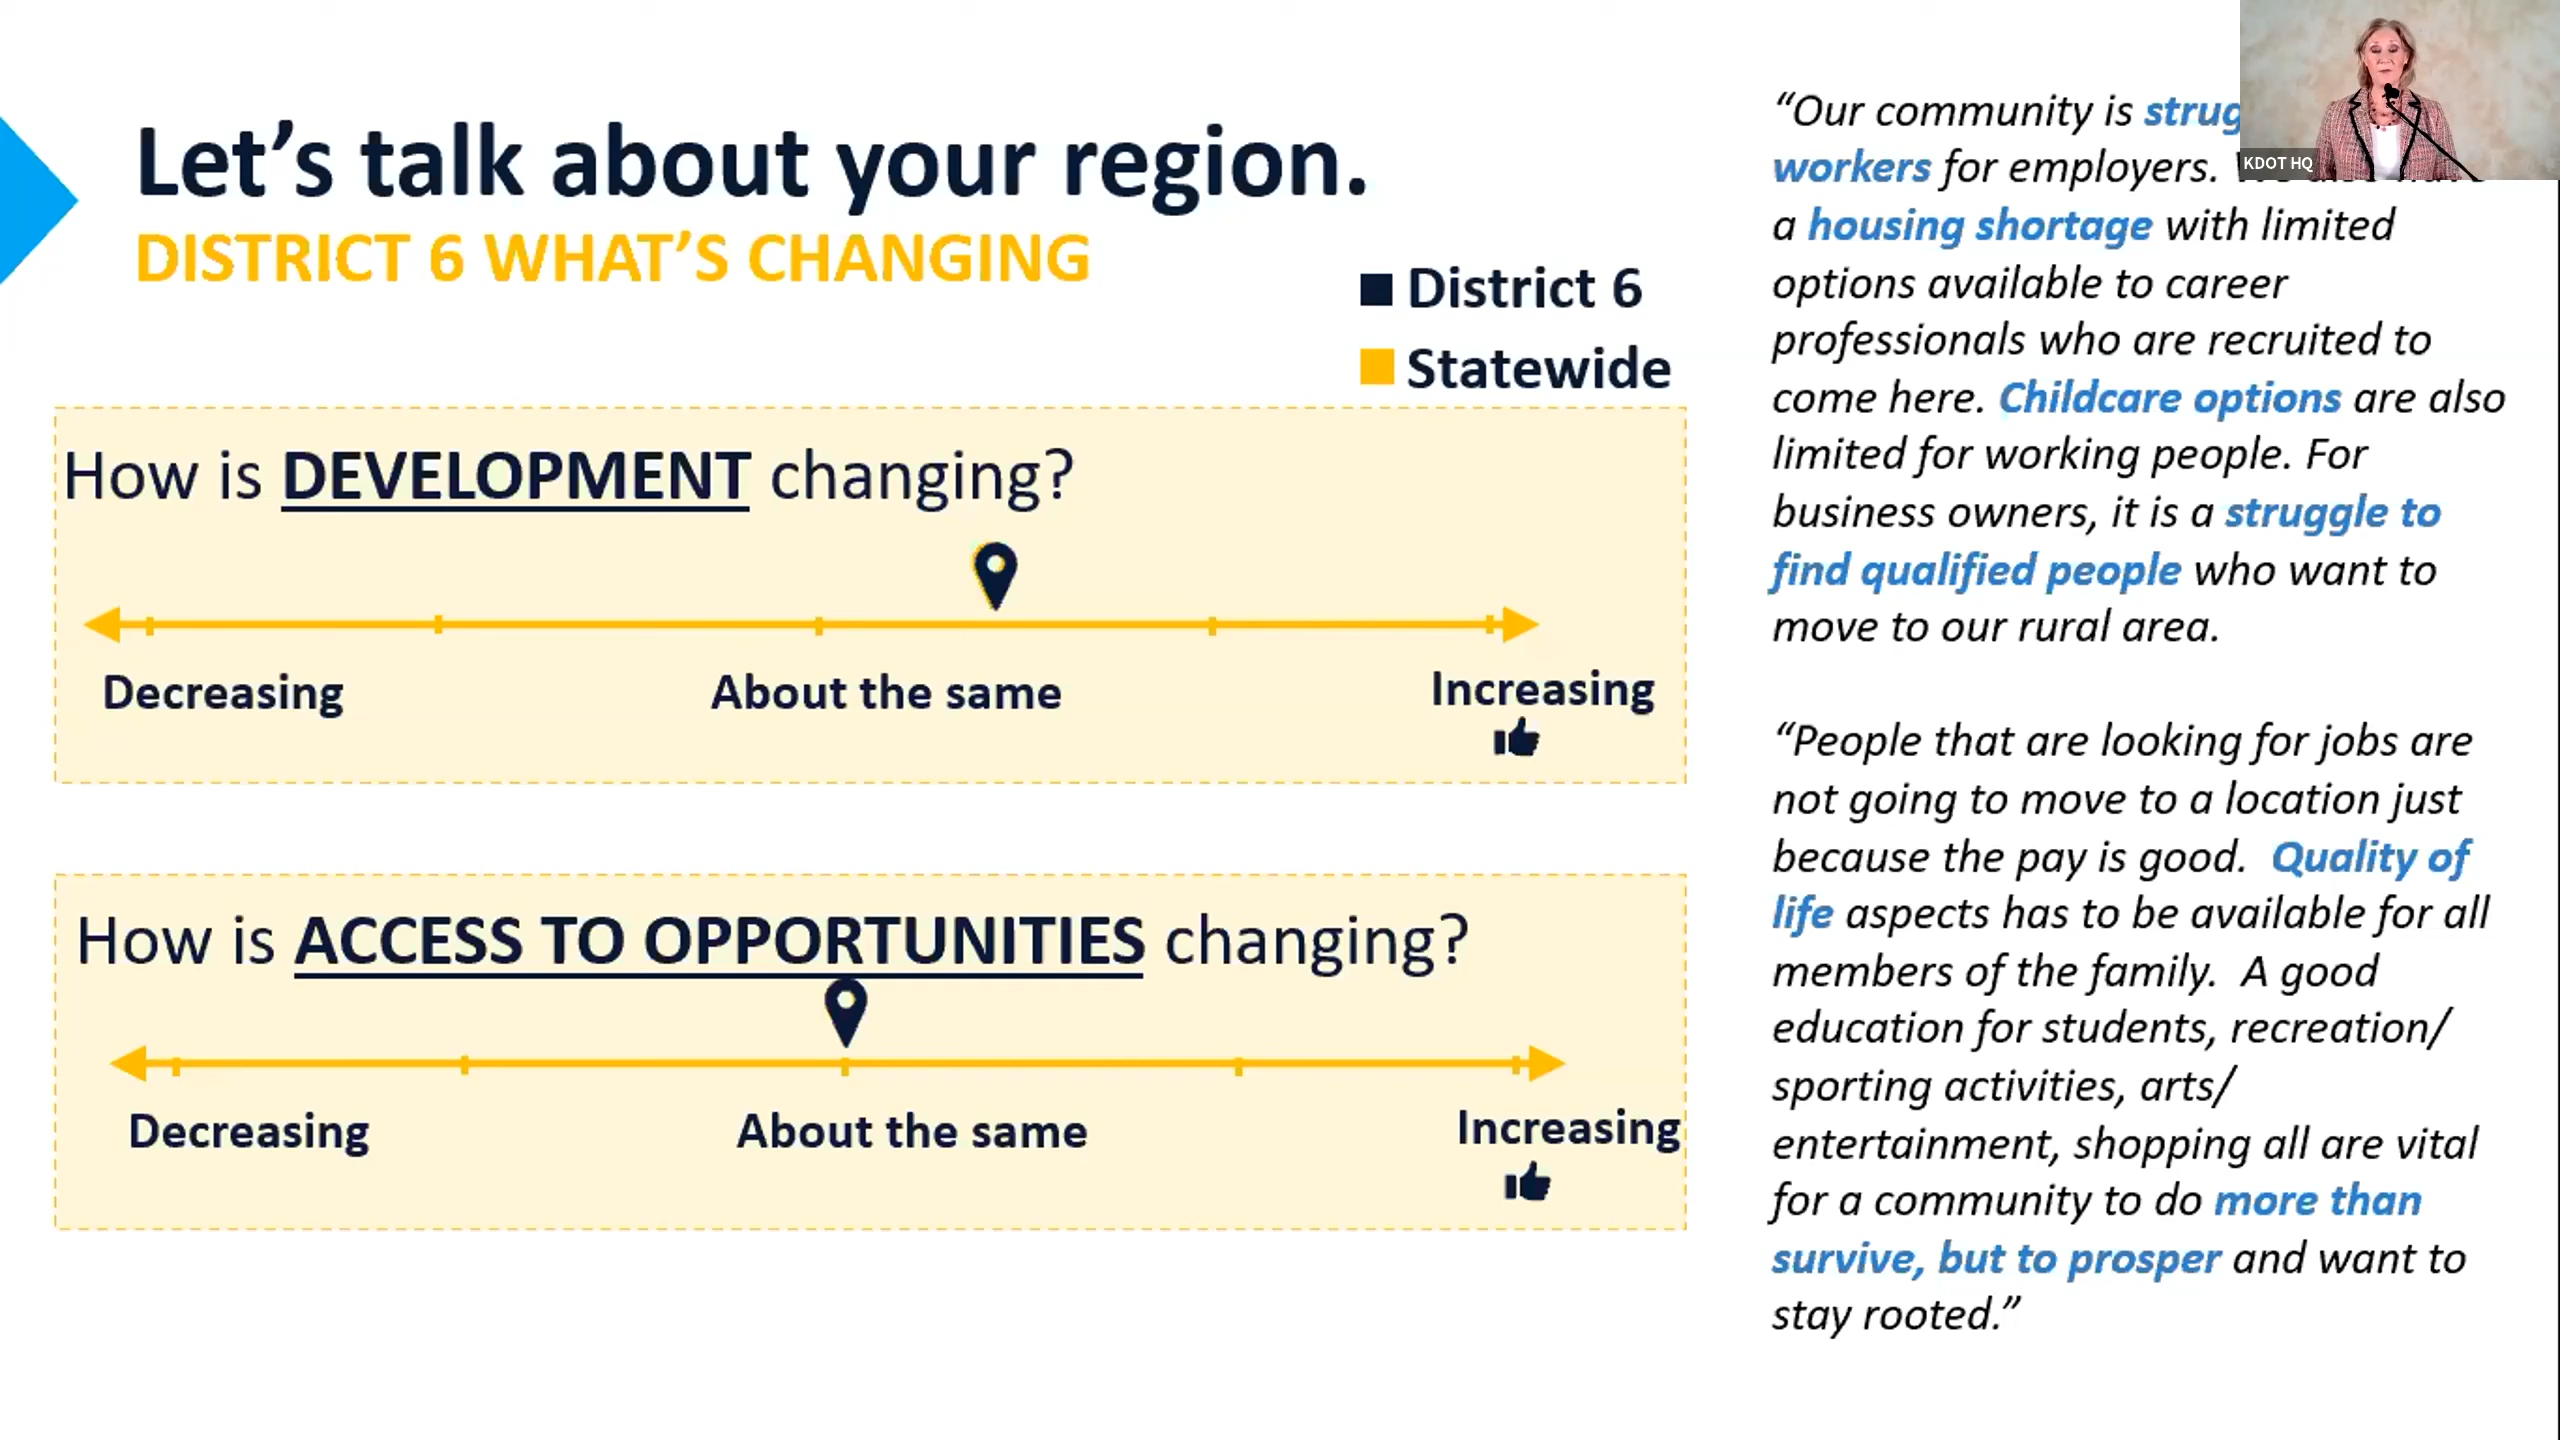 Let's talk about your region.
DISTRICT 6 WHAT'S CHANGING
District 6
Statewide
How is DEVELOPMENT changing?
Decreasing
About the same
Increasing
How is ACCESS TO OPPORTUNITIES changing?
Decreasing
About the same
Increasing
“Our community is
workers for employers.
a housing shortage with limited
options available to career
professionals who are recruited to
come here. Childcare options are also
limited for working people. For
business owners, it is a struggle to
find qualified people who want to
move to our rural area.
“People that are looking for jobs are
not going to move to a location just
because the pay is good. Quality of
life aspects has to be available for all
members of the family. A good
education for students, recreation/
sporting activities, arts/
entertainment, shopping all are vital
for a community to do more than
survive, but to prosper and want to
stay rooted.”
KDOT HQ